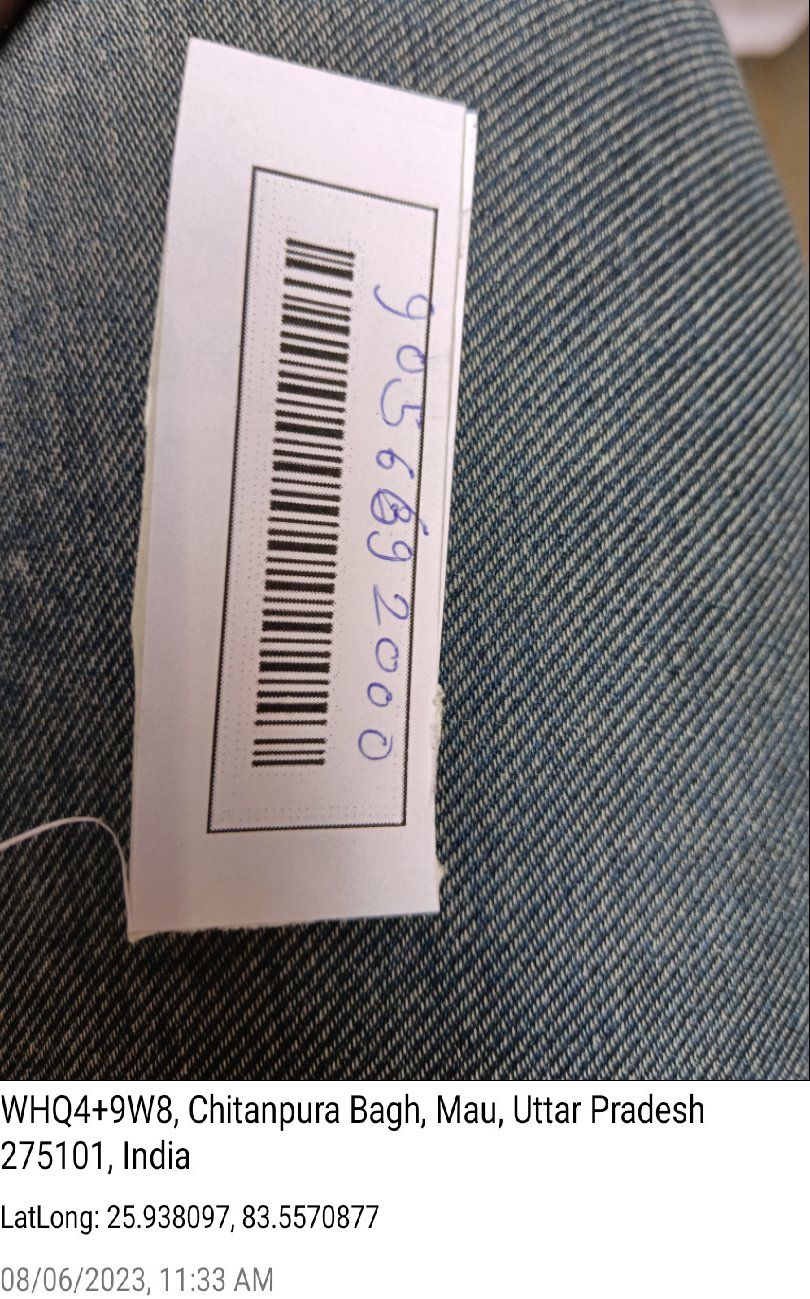 9056692000
WHQ4+9W8, Chitanpura Bagh, Mau, Uttar Pradesh
275101, India
LatLong: 25.938097, 83.5570877
08/06/2023, 11:33 AM